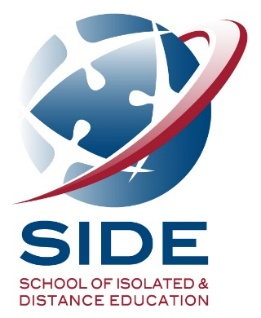 SIDE
SCHOOL OF ISOLATED &
DISTANCE EDUCATION